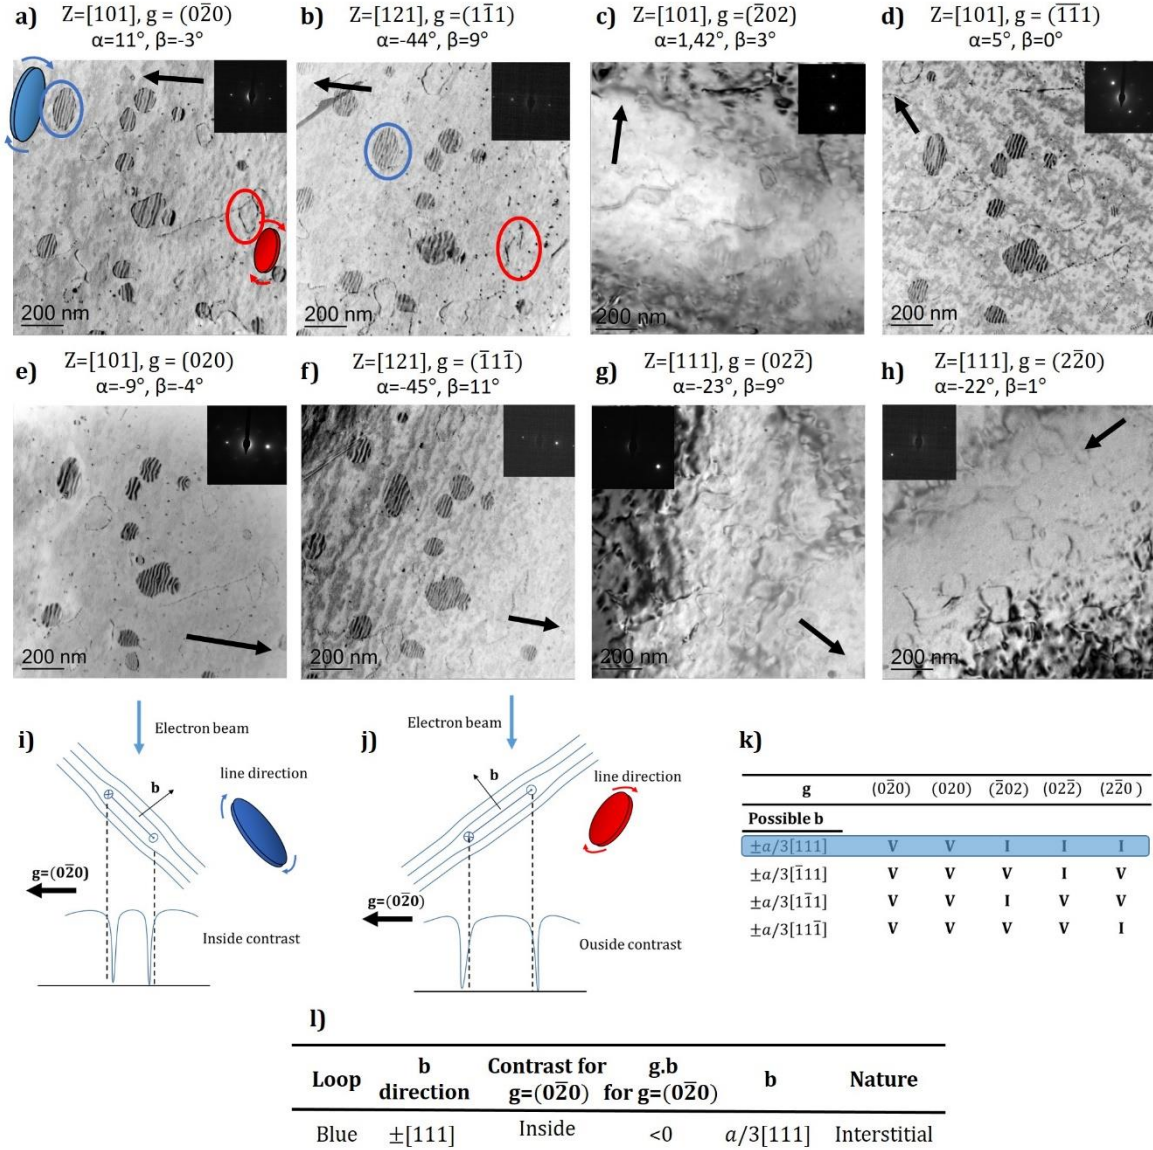 a) Z=[101], g = (02̅0)
α=11°, β=-3°
b) Z=[121], g =(11̅1)
α=-44°, β=9°
c) Z=[101], g =(2̅02)
α=1,42°, β=3°
d) Z=[101], g =(1̅1̅1)
α=5°, β=0°
200 nm
200 nm
200 nm
200 nm
e) Z=[101], g = (020)
α=-9°, β=-4°
f) Z=[121], g =(1̅11̅)
α=-45°, β=11°
g) Z=[111], g =(022̅)
α=-23°, β=9°
h) Z=[111], g =(22̅0)
α=-22°, β=1°
200 nm
200 nm
200 nm
200 nm
i)
Electron beam
b
line direction
g=(02̅0)
Inside contrast
j)
Electron beam
b
line direction
g=(02̅0)
Ouside contrast
k)
g (02̅0) (020) (2̅02) (022̅) (22̅0 )
Possible b
±a/3[111] V V I I I
±a/3[1̅11] V V V I V
±a/3[11̅1] V V I V V
±a/3[111̅] V V V V I
l)
Loop b direction Contrast for g=(02̅0) g.b for g=(02̅0) b Nature
Blue ±[111] Inside <0 a/3[111] Interstitial